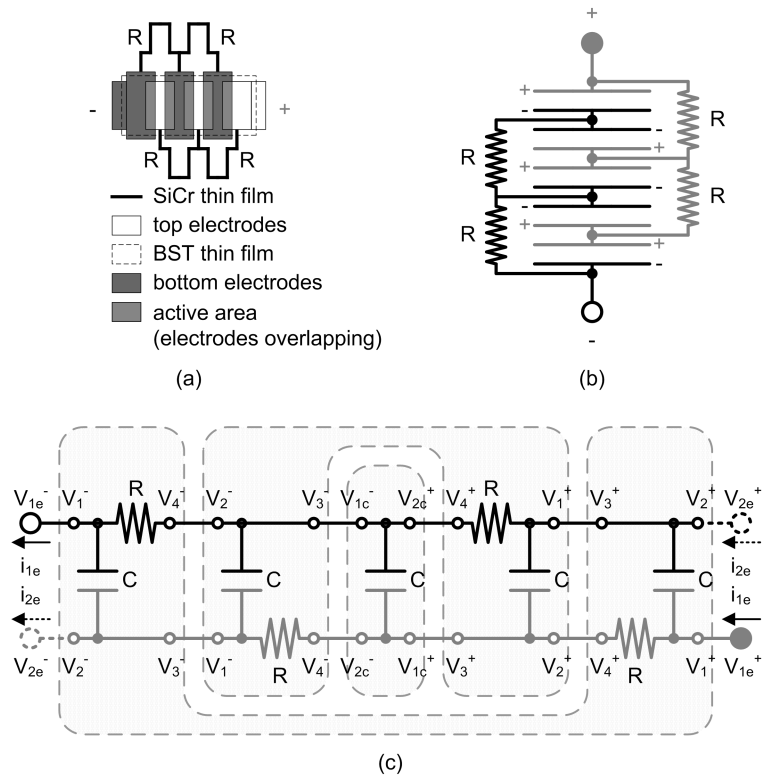 R R
- +
R R
SiCr thin film
top electrodes
BST thin film
bottom electrodes
active area
(electrodes overlapping)
(a)
+
+
-
R
-
+
R
+
-
R
-
+
R
+
-
-
(b)
V1e- V1- R V4- V2- V3- V1c- V2c+ V4+ R V1+ V3+ V2+ V2e+
i1e C C C C C i2e
i2e i1e
V2e- V2- V3- V1- R V4- V2c- V1c+ V3+ V2+ V4+ R V1+ V1e+
(c)